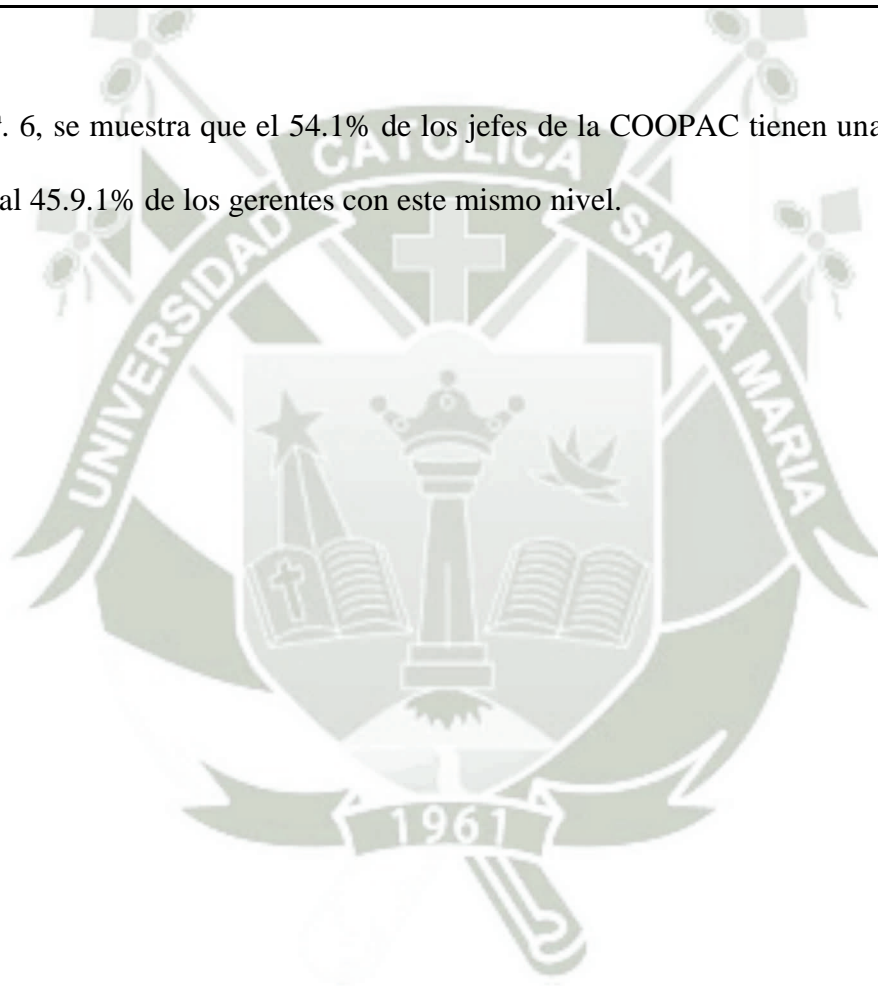 . 6, se muestra que el 54.1% de los jefes de la COOPAC tienen una
al 45.9.1% de los gerentes con este mismo nivel.
UNIVERSIDAD CATOLICA SANTA MARIA
1961